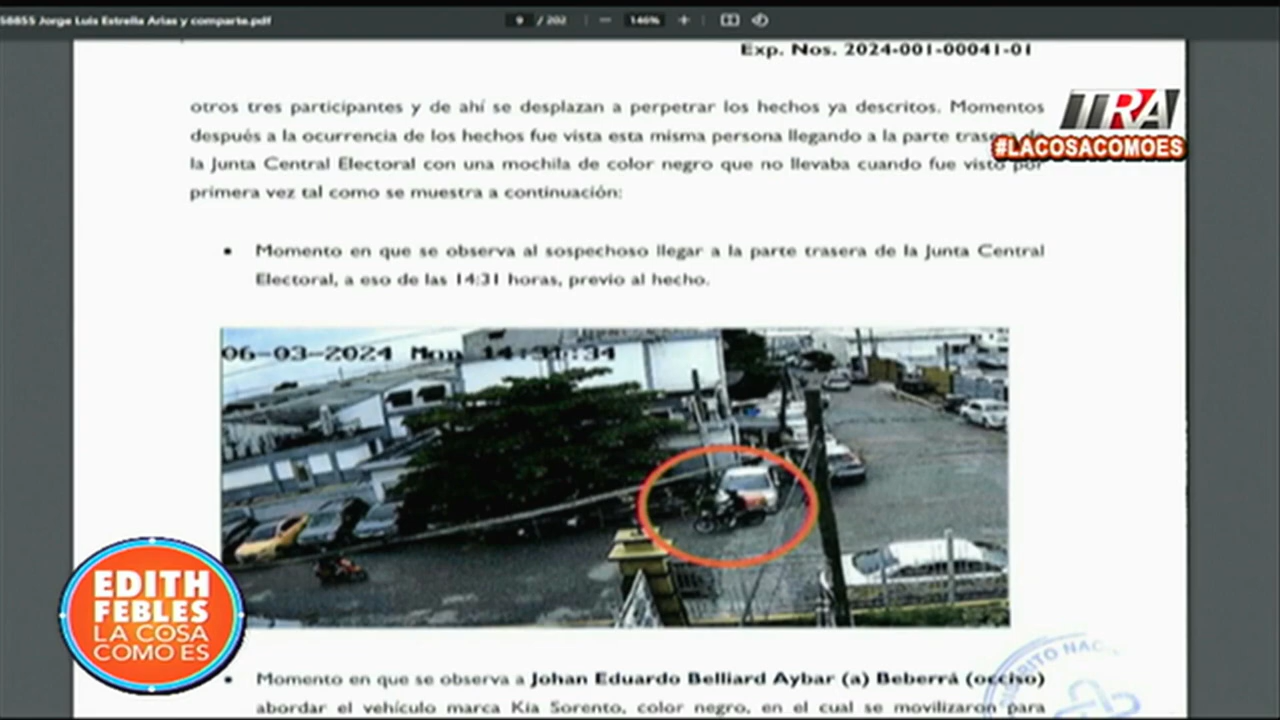 58855 Jorge Luis Estrella Arias y comparte.pdf
9 / 202
146%
Exp. Nos. 2024-001-00041-01
otros tres participantes y de ahí se desplazan a perpetrar los hechos ya descritos. Momentos
después a la ocurrencia de los hechos fue vista esta misma persona llegando a la parte trasera de
la Junta Central Electoral con una mochila de color negro que no llevaba cuando fue visto por
primera vez tal como se muestra a continuación:
TRA
#LACOSACOMOES
• Momento en que se observa al sospechoso llegar a la parte trasera de la Junta Central
Electoral, a eso de las 14:31 horas, previo al hecho.
06-03-2024 Mon 14:31:34
EDITH
FEBLES
LA COSA
COMO ES
• Momento en que se observa a Johan Eduardo Belliard Aybar (a) Beberrá (occiso)
abordar el vehículo marca Kia Sorento, color negro, en el cual se movilizaron para